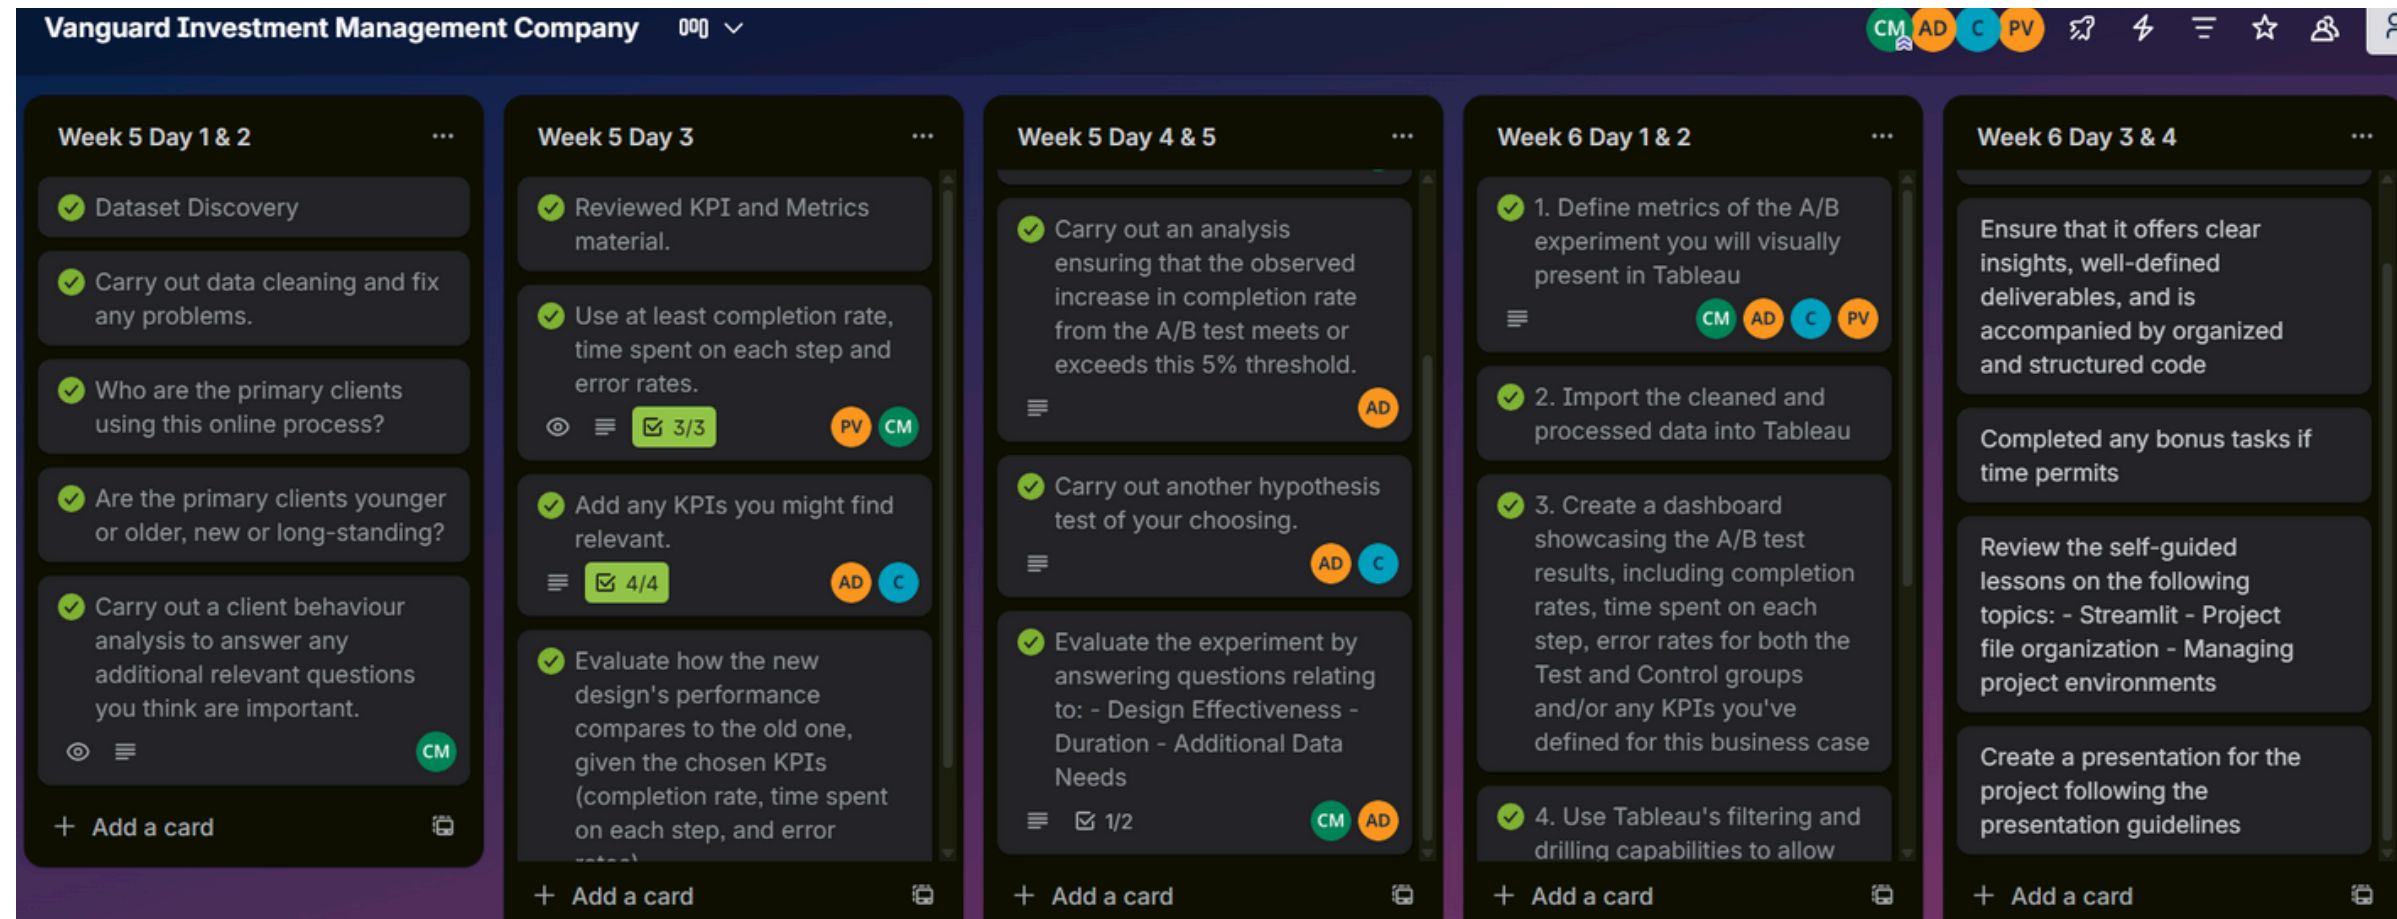 Vanguard Investment Management Company
CM AD C PV
Week 5 Day 1 & 2
Dataset Discovery
Carry out data cleaning and fix
any problems.
Who are the primary clients
using this online process?
Are the primary clients younger
or older, new or long-standing?
Carry out a client behaviour
analysis to answer any
additional relevant questions
you think are important.
CM
Add a card
Week 5 Day 3
Reviewed KPI and Metrics
material.
Use at least completion rate,
time spent on each step and
error rates.
3/3 PV CM
Add any KPIs you might find
relevant.
4/4 AD C
Evaluate how the new
design's performance
compares to the old one,
given the chosen KPIs
(completion rate, time spent
on each step, and error
rates)
Add a card
Week 5 Day 4 & 5
Carry out an analysis
ensuring that the observed
increase in completion rate
from the A/B test meets or
exceeds this 5% threshold.
AD
Carry out another hypothesis
test of your choosing.
AD C
Evaluate the experiment by
answering questions relating
to: - Design Effectiveness -
Duration - Additional Data
Needs
1/2 CM AD
Add a card
Week 6 Day 1 & 2
1. Define metrics of the A/B
experiment you will visually
present in Tableau
CM AD C PV
2. Import the cleaned and
processed data into Tableau
3. Create a dashboard
showcasing the A/B test
results, including completion
rates, time spent on each
step, error rates for both the
Test and Control groups
and/or any KPIs you've
defined for this business case
4. Use Tableau's filtering and
drilling capabilities to allow
Add a card
Week 6 Day 3 & 4
Ensure that it offers clear
insights, well-defined
deliverables, and is
accompanied by organized
and structured code
Completed any bonus tasks if
time permits
Review the self-guided
lessons on the following
topics: - Streamlit - Project
file organization - Managing
project environments
Create a presentation for the
project following the
presentation guidelines
Add a card